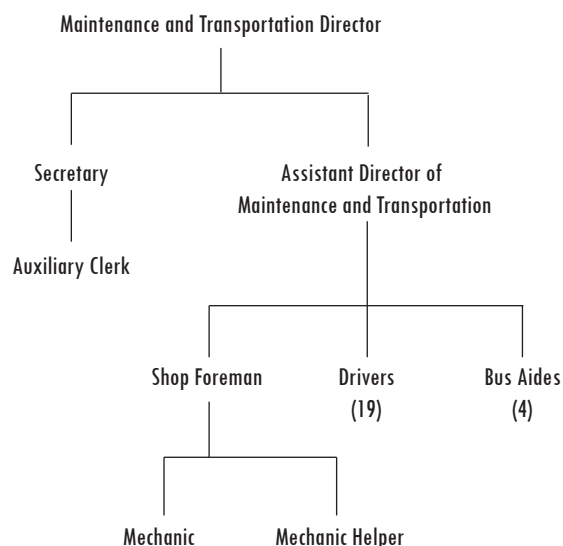 Maintenance and Transportation Director
Secretary
Assistant Director of
Maintenance and Transportation
Auxiliary Clerk
Shop Foreman
Drivers
(19)
Bus Aides
(4)
Mechanic
Mechanic Helper